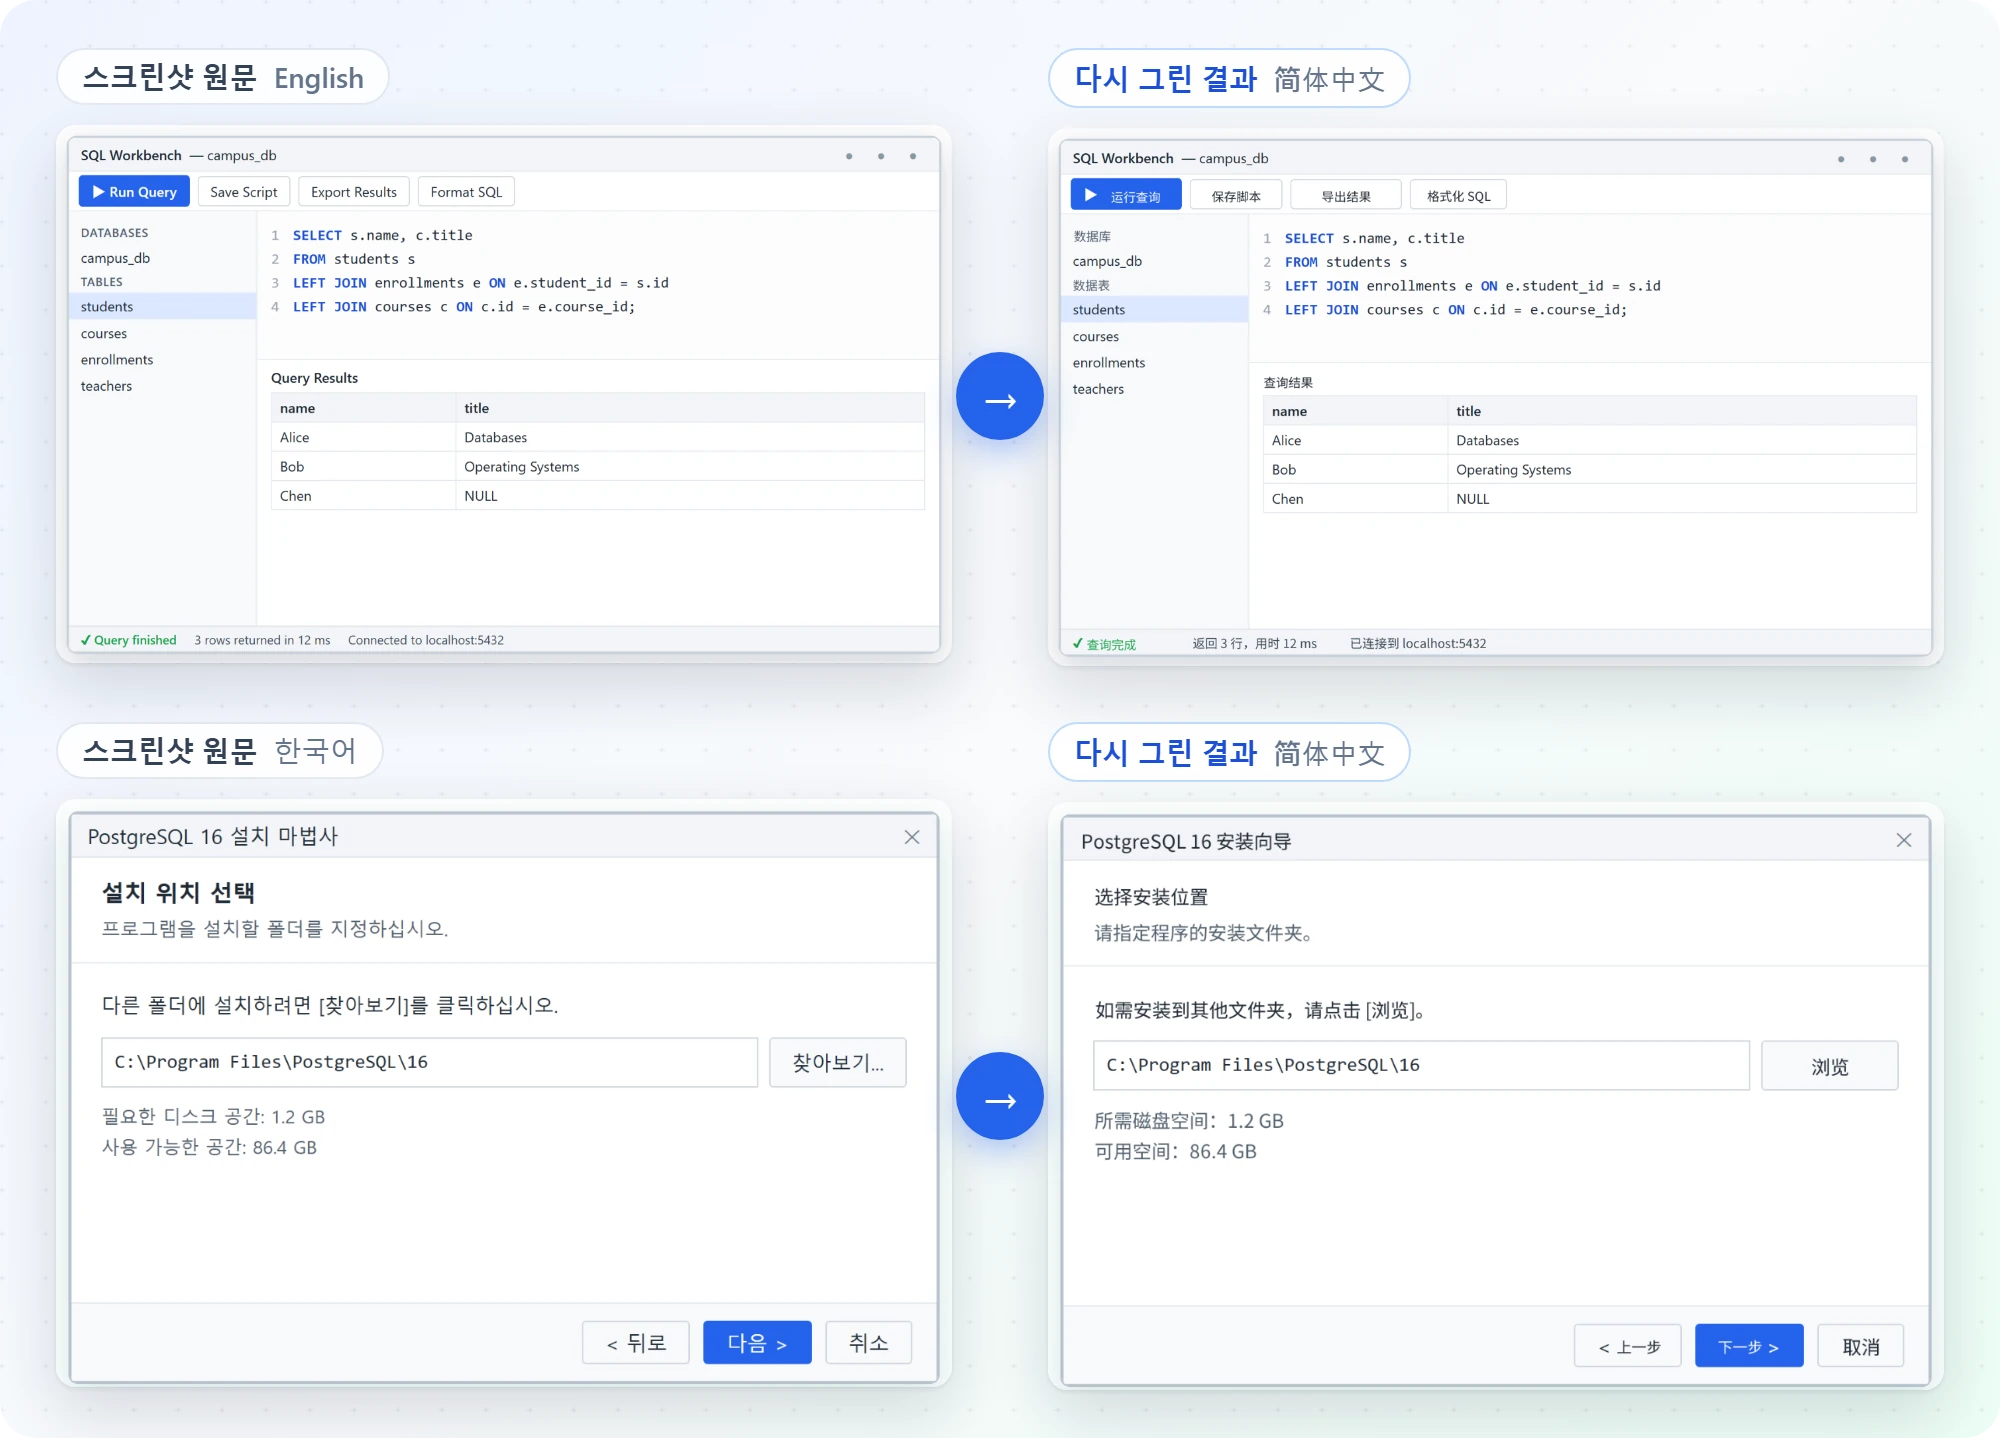 스크린샷 원문 English
SQL Workbench — campus_db
▶ Run Query Save Script Export Results Format SQL
DATABASES
campus_db
TABLES
students
courses
enrollments
teachers
1 SELECT s.name, c.title
2 FROM students s
3 LEFT JOIN enrollments e ON e.student_id = s.id
4 LEFT JOIN courses c ON c.id = e.course_id;
Query Results
name title
Alice Databases
Bob Operating Systems
Chen NULL
✓ Query finished 3 rows returned in 12 ms Connected to localhost:5432
→
다시 그린 결과 简体中文
SQL Workbench — campus_db
▶ 运行查询 保存脚本 导出结果 格式化 SQL
数据库
campus_db
数据表
students
courses
enrollments
teachers
1 SELECT s.name, c.title
2 FROM students s
3 LEFT JOIN enrollments e ON e.student_id = s.id
4 LEFT JOIN courses c ON c.id = e.course_id;
查询结果
name title
Alice Databases
Bob Operating Systems
Chen NULL
✓ 查询完成 返回 3 行，用时 12 ms 已连接到 localhost:5432
스크린샷 원문 한국어
PostgreSQL 16 설치 마법사
설치 위치 선택
프로그램을 설치할 폴더를 지정하십시오.
다른 폴더에 설치하려면 [찾아보기]를 클릭하십시오.
C:\Program Files\PostgreSQL\16 찾아보기...
필요한 디스크 공간: 1.2 GB
사용 가능한 공간: 86.4 GB
< 뒤로 다음 > 취소
→
다시 그린 결과 简体中文
PostgreSQL 16 安装向导
选择安装位置
请指定程序的安装文件夹。
如需安装到其他文件夹，请点击 [浏览]。
C:\Program Files\PostgreSQL\16 浏览
所需磁盘空间：1.2 GB
可用空间：86.4 GB
< 上一步 下一步 > 取消